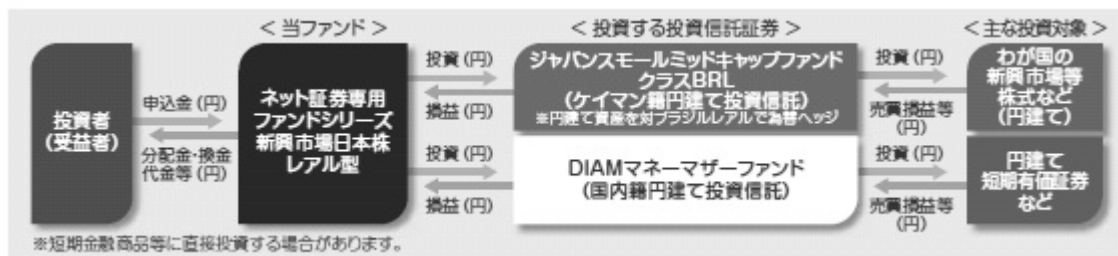 ＜当ファンド＞
＜投資する投資信託証券＞
＜主な投資対象＞
投資者
(受益者)
申込金(円)
分配金・換金
代金等(円)
ネット証券専用
ファンドシリーズ
新興市場日本株
レアル型
投資(円)
損益(円)
ジャパンスモールミッドキャップファンド
クラスBRL
(ケイマン籍円建て投資信託)
※円建て資産を対ブラジルレアルで為替ヘッジ
投資(円)
売買損益等
(円)
わが国の
新興市場等
株式など
(円建て)
投資(円)
損益(円)
DIAMマネーマザーファンド
(国内籍円建て投資信託)
投資(円)
売買損益等
(円)
円建て
短期有価証券
など
※短期金融商品等に直接投資する場合があります。